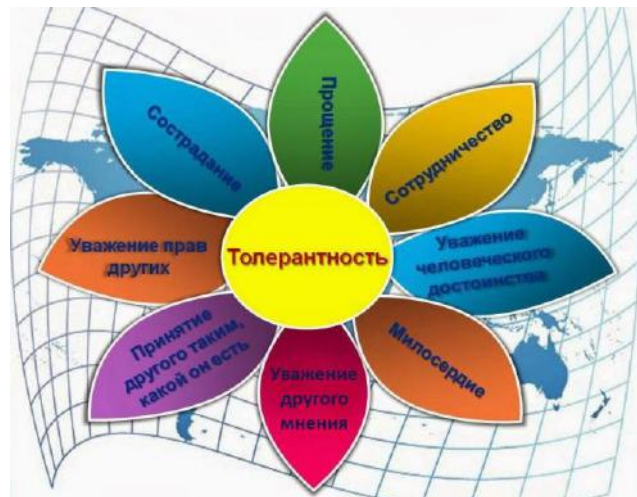 Прощение
Сотрудничество
Уважение
человеческого
достоинства
Милосердие
Уважение
другого
мнения
Принятие
другого таким,
какой он есть
Уважение прав
других
Сострадание
Толерантность